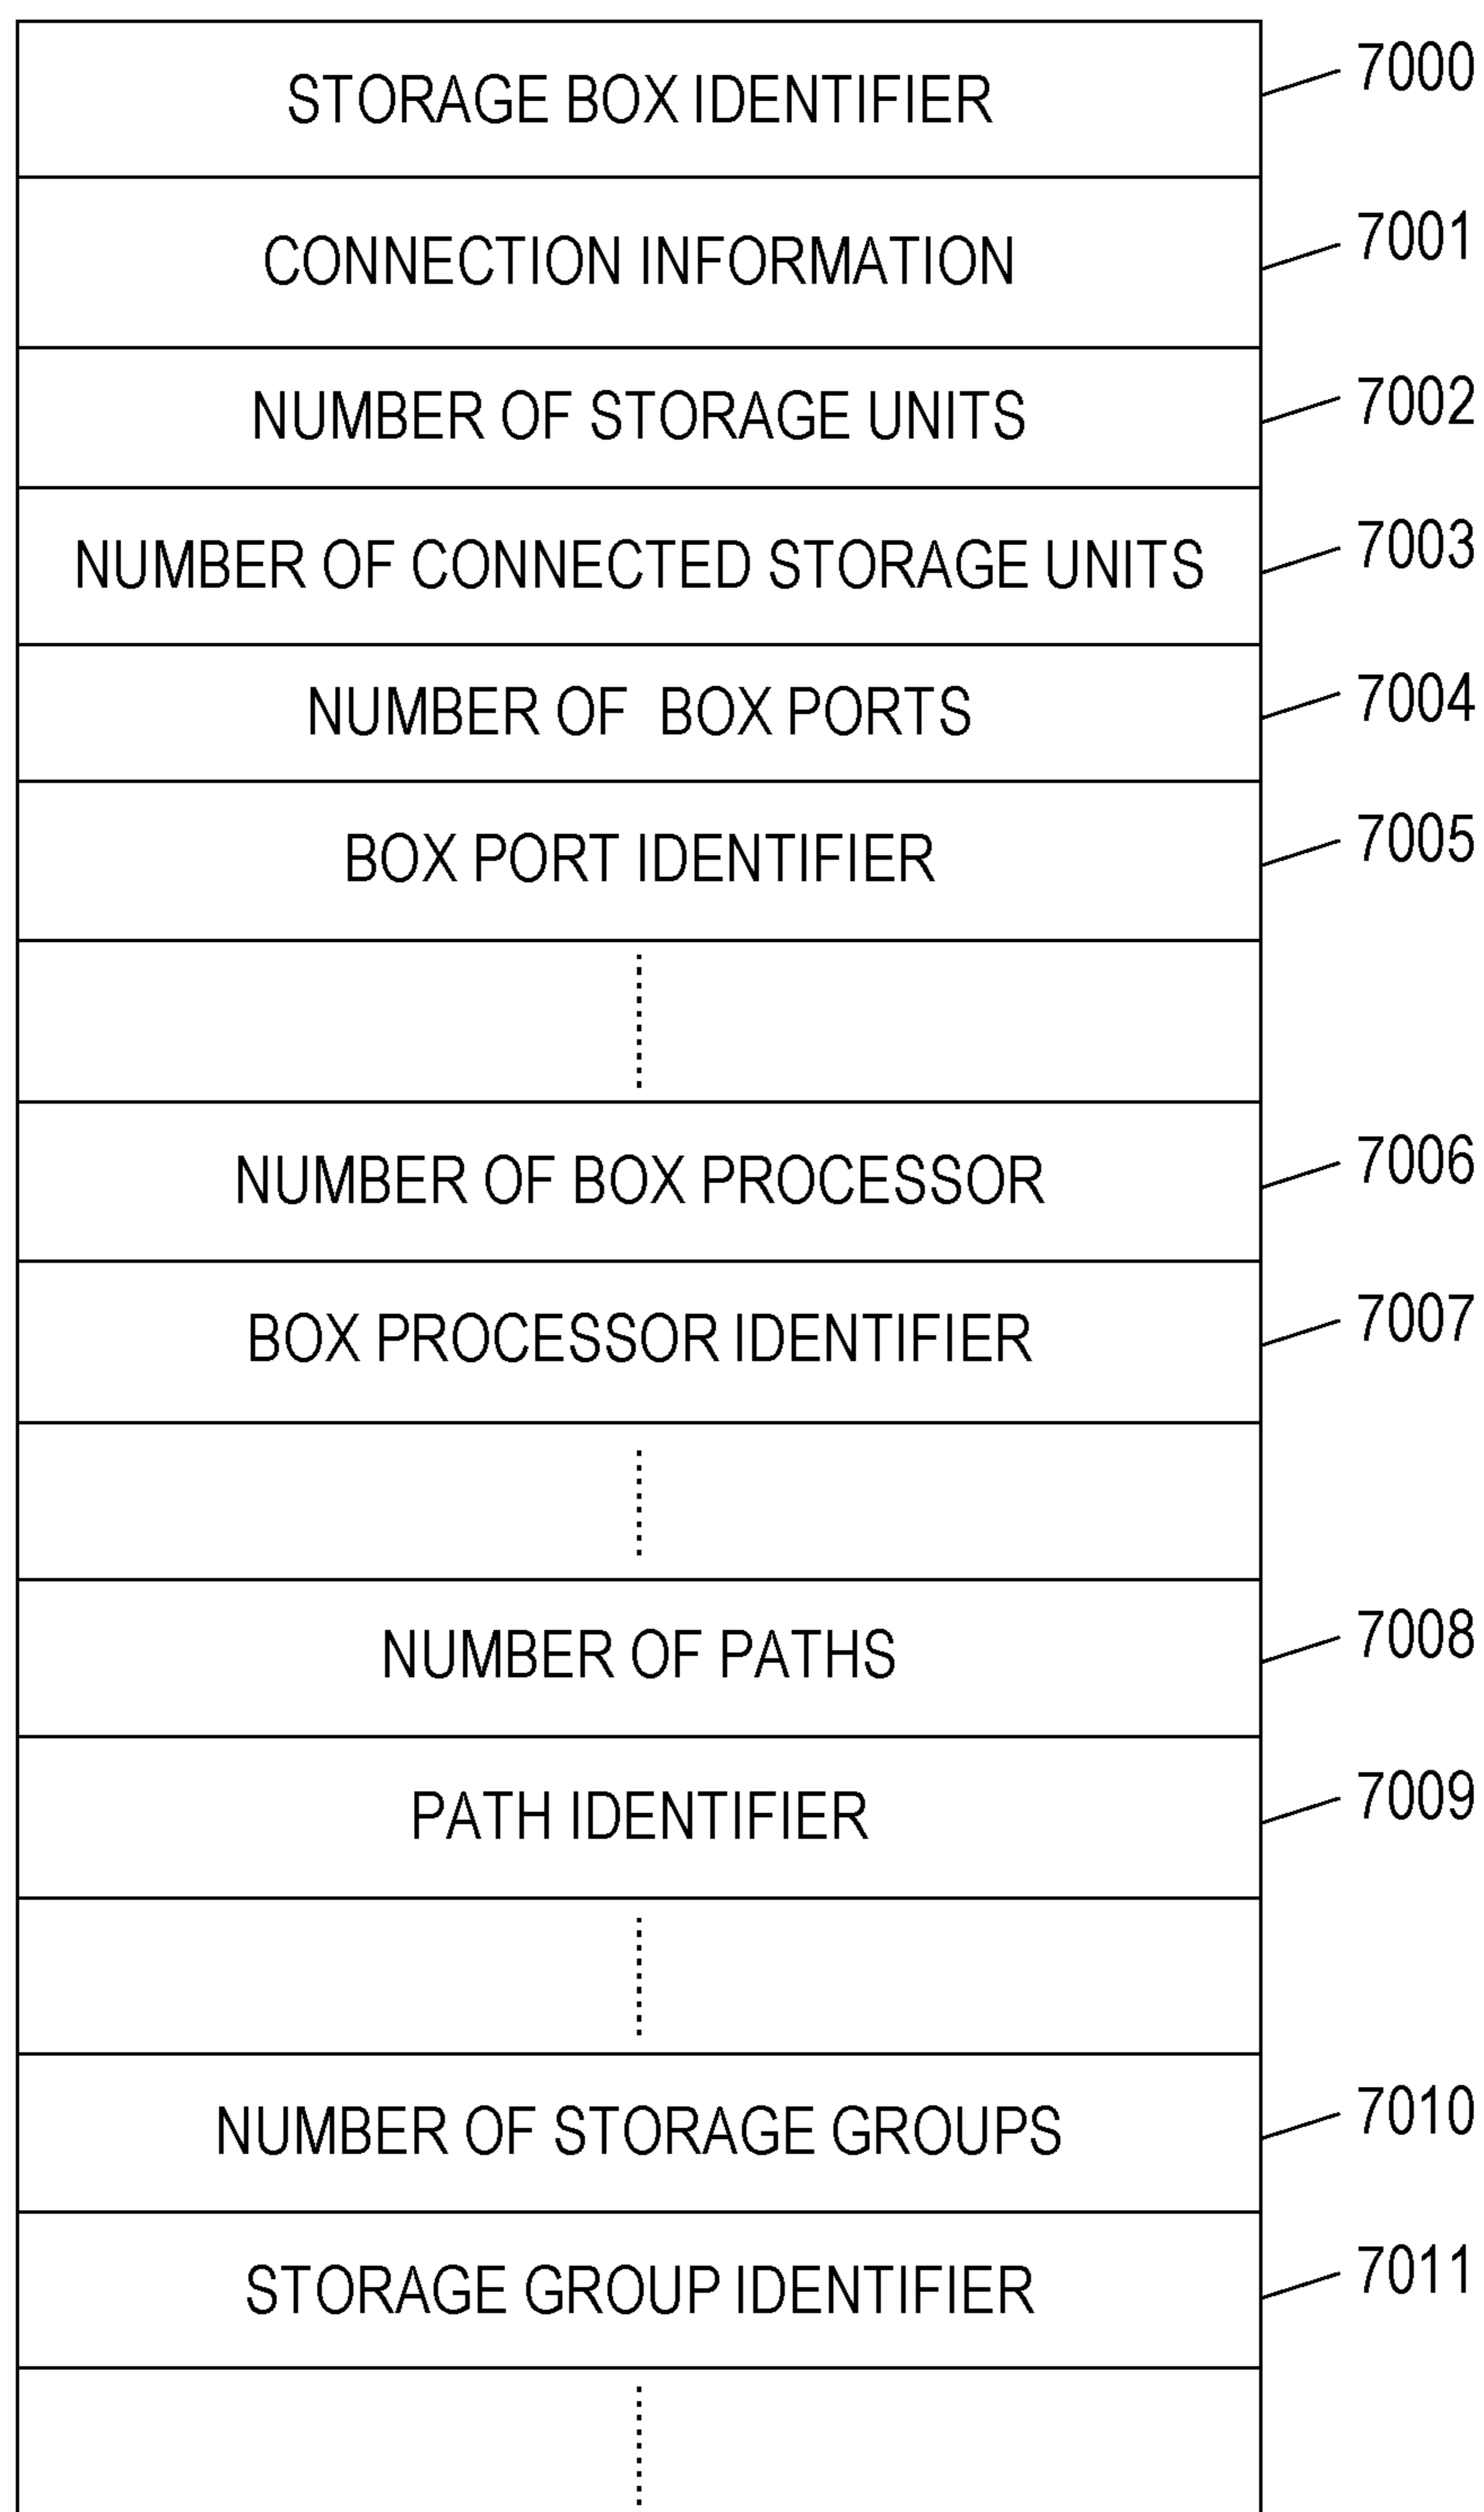 STORAGE BOX IDENTIFIER 7000
CONNECTION INFORMATION 7001
NUMBER OF STORAGE UNITS 7002
NUMBER OF CONNECTED STORAGE UNITS 7003
NUMBER OF BOX PORTS 7004
BOX PORT IDENTIFIER 7005
NUMBER OF BOX PROCESSOR 7006
BOX PROCESSOR IDENTIFIER 7007
NUMBER OF PATHS 7008
PATH IDENTIFIER 7009
NUMBER OF STORAGE GROUPS 7010
STORAGE GROUP IDENTIFIER 7011